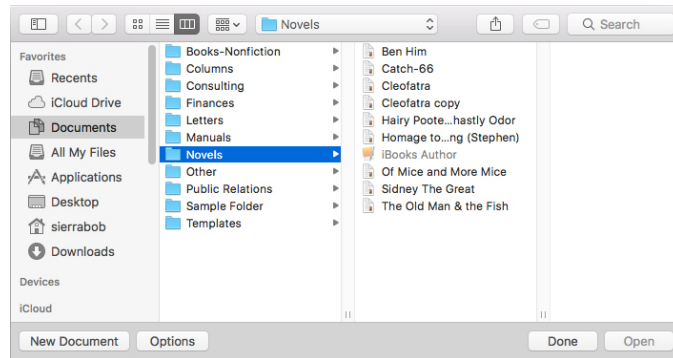 Novels
Search
Favorites
Recents
iCloud Drive
Documents
All My Files
Applications
Desktop
sierrabob
Downloads
Devices
iCloud
Books-Nonfiction
Columns
Consulting
Finances
Letters
Manuals
Novels
Other
Public Relations
Sample Folder
Templates
Ben Him
Catch-66
Cleofatra
Cleofatra copy
Hairy Poote...hastly Odor
Homage to...ng (Stephen)
iBooks Author
Of Mice and More Mice
Sidney The Great
The Old Man & the Fish
New Document
Options
Done
Open